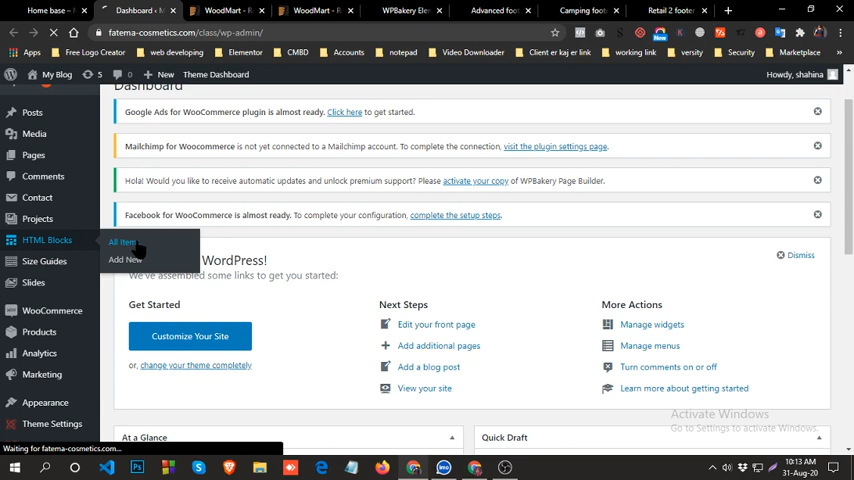 Home base – M
Dashboard ‹ M
WoodMart - Re
WoodMart - Re
WPBakery Ele
Advanced foot
Camping foot
Retail 2 footer
fatema-cosmetics.com/class/wp-admin/
Apps Free Logo Creator web developing Elementor CMBD Accounts notepad Video Downloader Client er kaj er link working link versity Security Marketplace »
My Blog 5 0 New Theme Dashboard Howdy, shahina
Dashboard
Posts
Media
Pages
Comments
Contact
Projects
HTML Blocks
Size Guides
Slides
WooCommerce
Products
Analytics
Marketing
Appearance
Theme Settings
All Items
Add New
Google Ads for WooCommerce plugin is almost ready. Click here to get started.
Mailchimp for Woocommerce is not yet connected to a Mailchimp account. To complete the connection, visit the plugin settings page.
Hola! Would you like to receive automatic updates and unlock premium support? Please activate your copy of WPBakery Page Builder.
Facebook for WooCommerce is almost ready. To complete your configuration, complete the setup steps.
WordPress!
Dismiss
We've assembled some links to get you started:
Get Started
Customize Your Site
or, change your theme completely
Next Steps
Edit your front page
Add additional pages
Add a blog post
View your site
More Actions
Manage widgets
Manage menus
Turn comments on or off
Learn more about getting started
At a Glance
Quick Draft
Activate Windows
Go to Settings to activate Windows.
Waiting for fatema-cosmetics.com...
10:13 AM
31-Aug-20